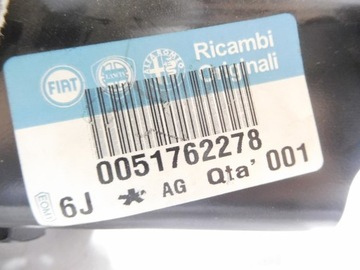 FIAT
Ricambi
Originali
0051762278
6J * AG Qta' 001